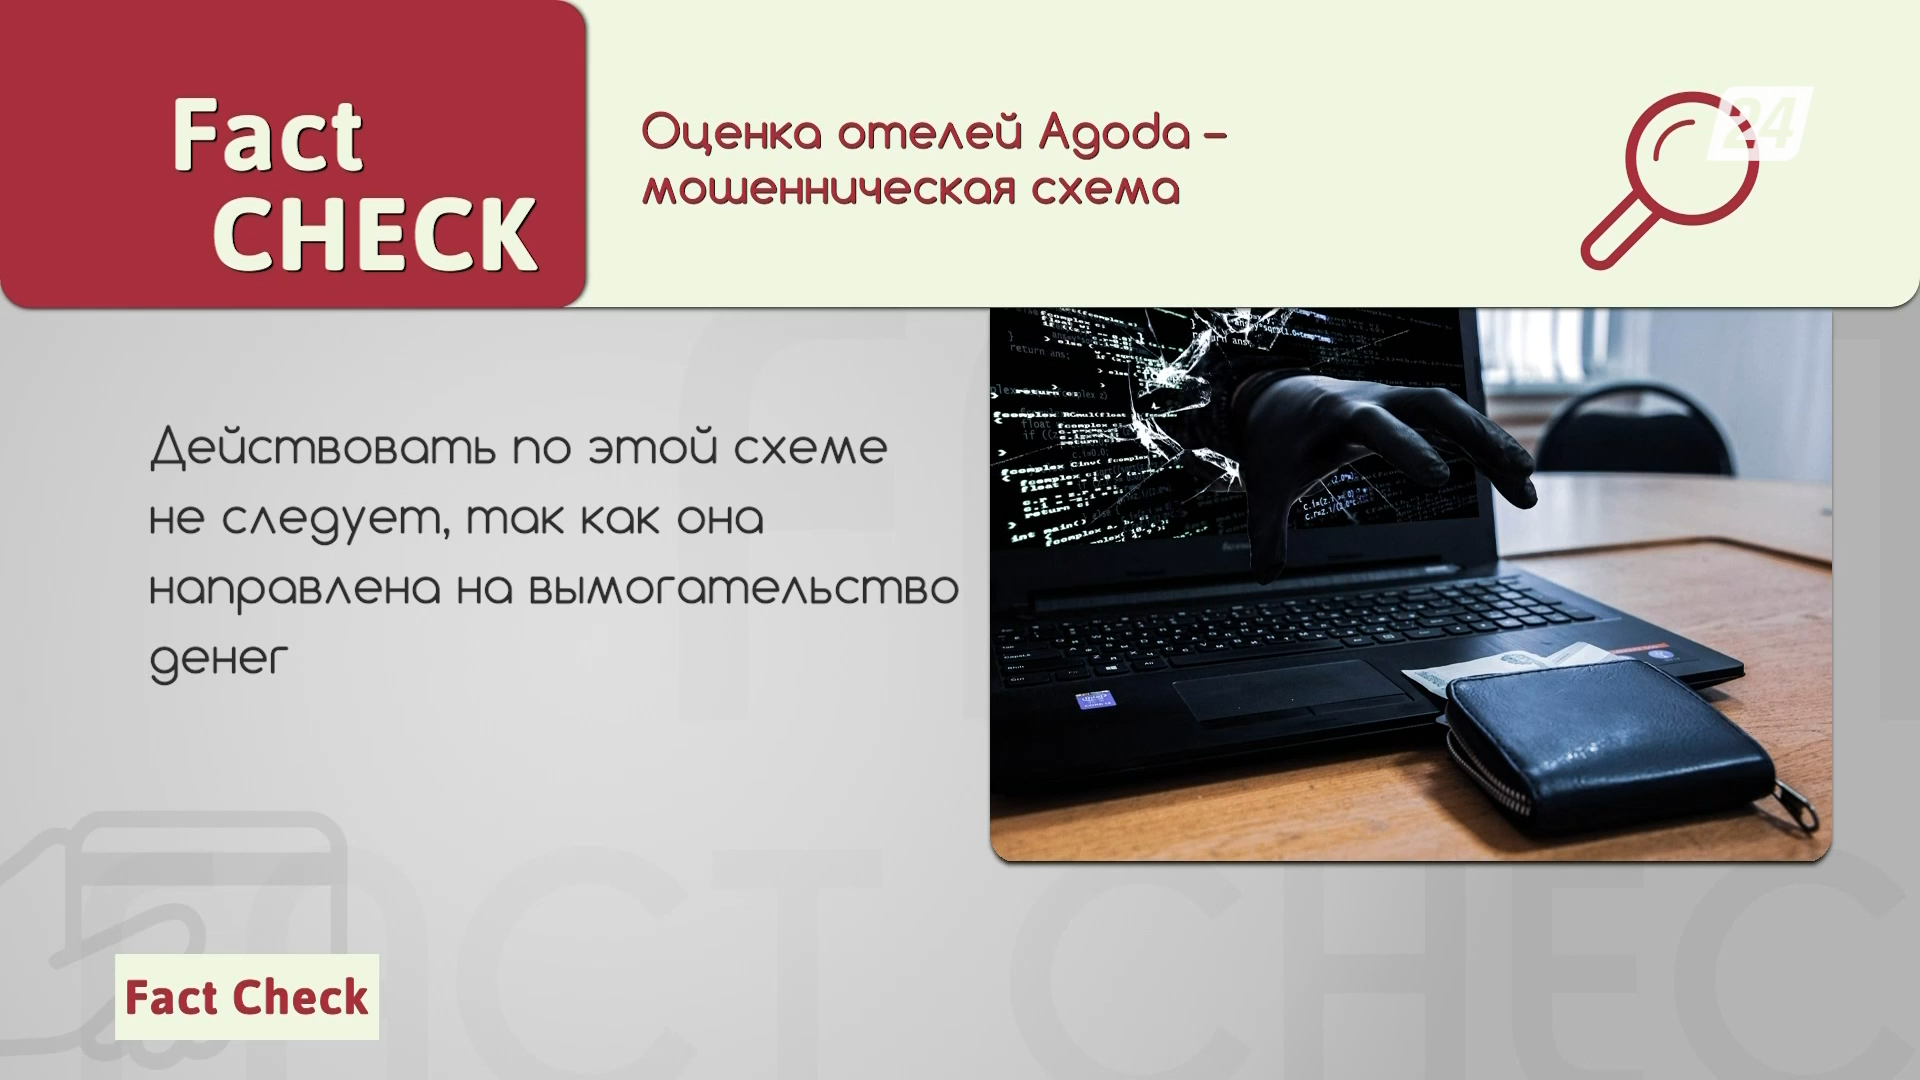 Fact
CHECK
Оценка отелей Agoda –
мошенническая схема
24
Действовать по этой схеме
не следует, так как она
направлена на вымогательство
денег
Fact Check